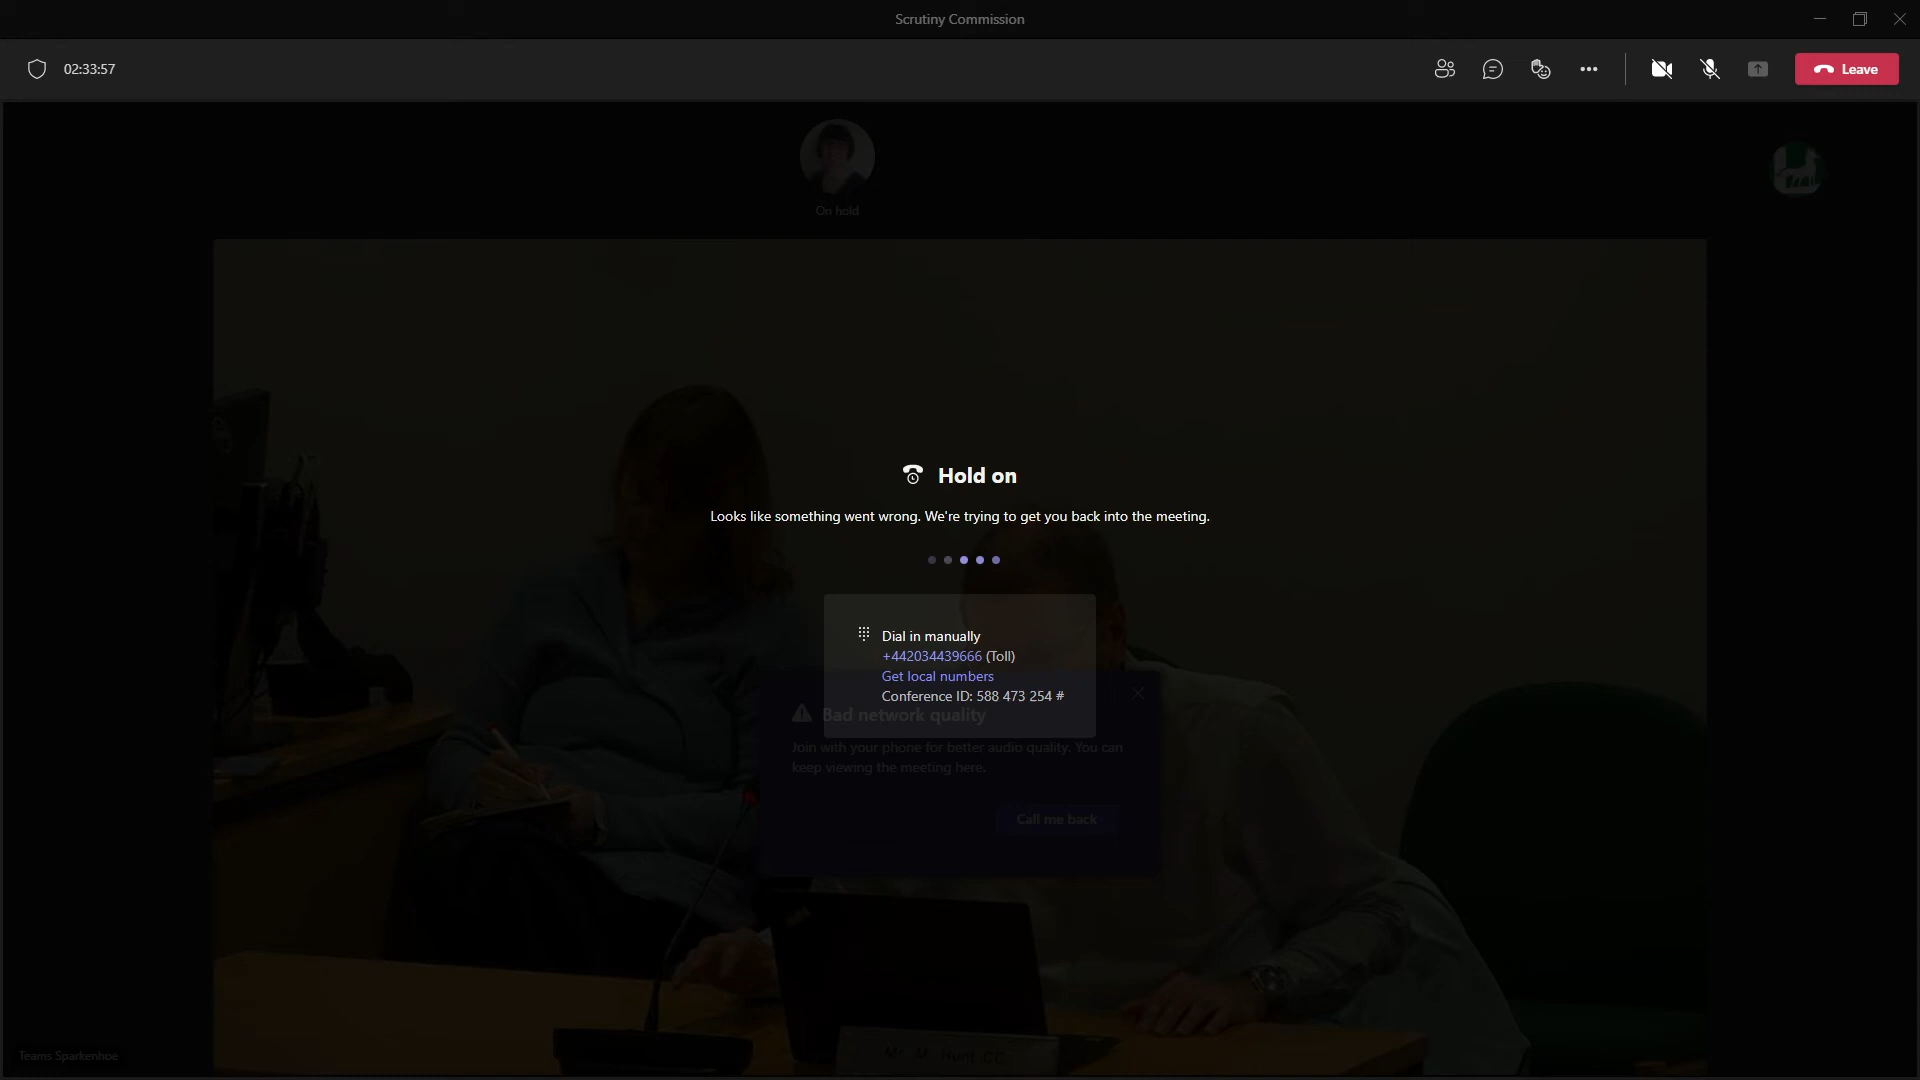 Scrutiny Commission
02:33:57
Leave
On hold
Hold on
Looks like something went wrong. We're trying to get you back into the meeting.
Dial in manually
+442034439666 (Toll)
Get local numbers
Conference ID: 588 473 254 #
Bad network quality
Join with your phone for better audio quality. You can
keep viewing the meeting here.
Call me back
Mr. M. Hunt CC
Teams Sparkenhoe